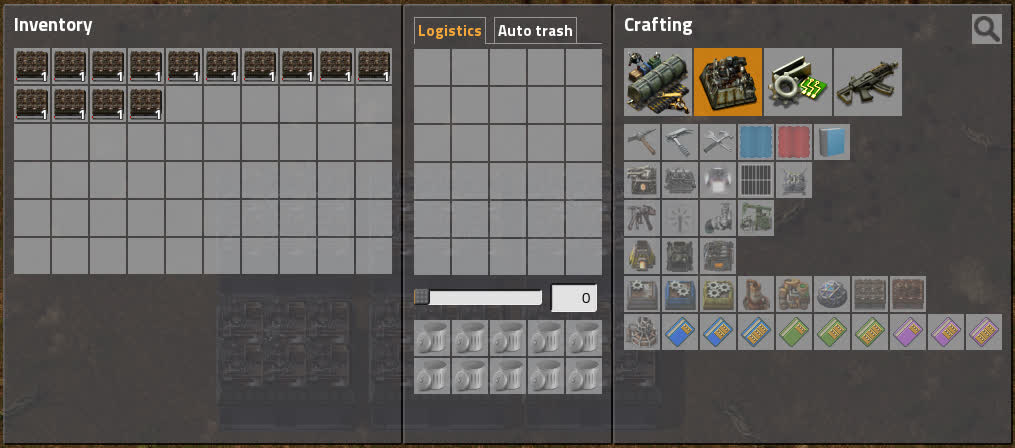 Inventory
1 1 1 1 1 1 1 1 1 1
1 1 1 1
Logistics Auto trash
0
Crafting